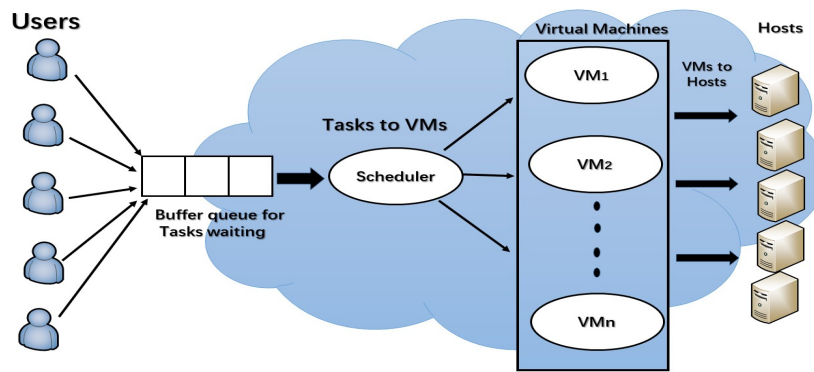 Users
Virtual Machines
Hosts
VM1
VMs to
Hosts
Tasks to VMs
Scheduler
VM2
Buffer queue for
Tasks waiting
VMn